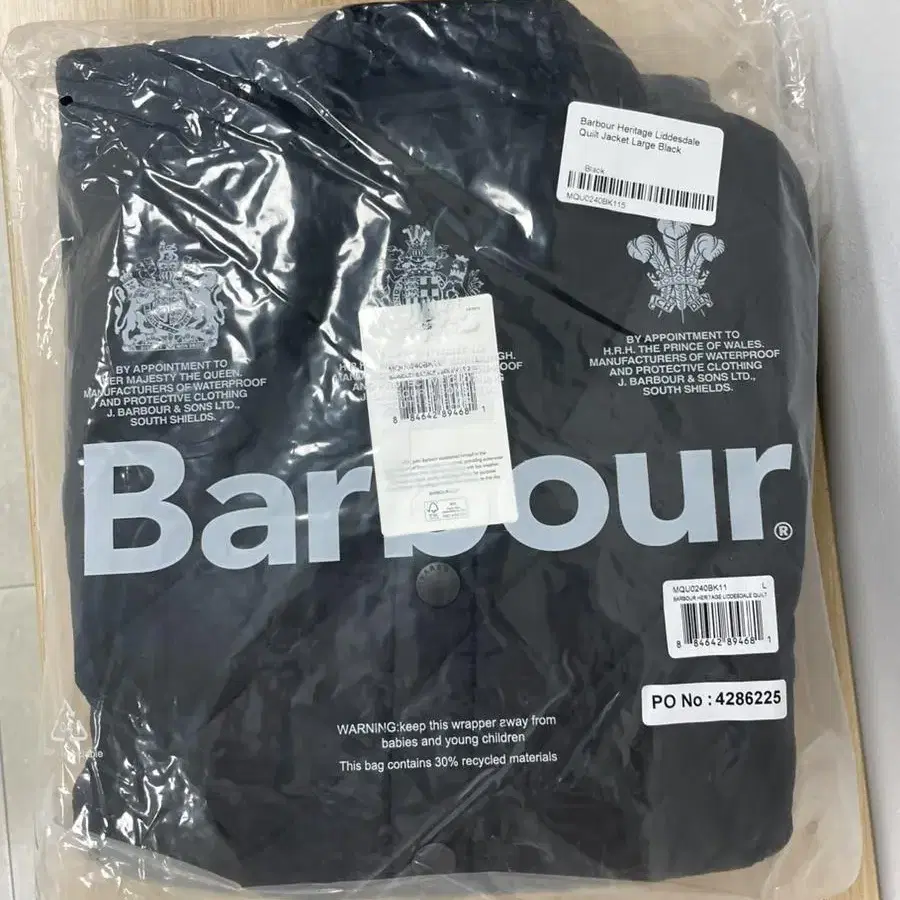 Barbour Heritage Liddesdale
Quilt Jacket Large Black
Black
MQU0240BK115
BY APPOINTMENT TO
HER MAJESTY THE QUEEN.
MANUFACTURERS OF WATERPROOF
AND PROTECTIVE CLOTHING
J. BARBOUR & SONS LTD.,
SOUTH SHIELDS.
8 84642 89468 1
BY APPOINTMENT TO
H.R.H. THE PRINCE OF WALES.
MANUFACTURERS OF WATERPROOF
AND PROTECTIVE CLOTHING
J. BARBOUR & SONS LTD.,
SOUTH SHIELDS.
Barbour®
MQU0240BK11 L
BARBOUR HERITAGE LIDDESDALE QUILT
8 84642 89468 1
PO No : 4286225
WARNING:keep this wrapper away from
babies and young children
This bag contains 30% recycled materials